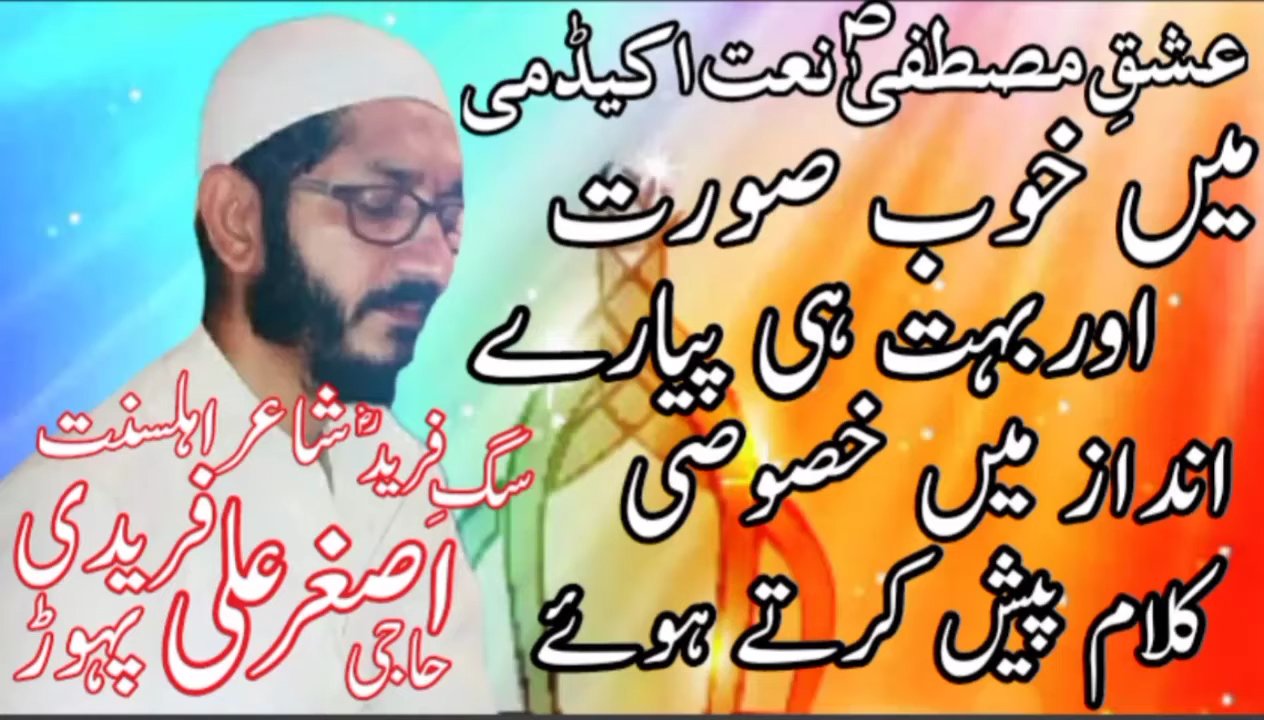 عشقِ مصطفیٰؐ نعت اکیڈمی
میں خوب صورت
اور بہت ہی پیارے
انداز میں خصوصی
کلام پیش کرتے ہوئے
سگِ فریدؒ شاعر اہلسنت
حاجی اصغر علی فریدی پہوڑ